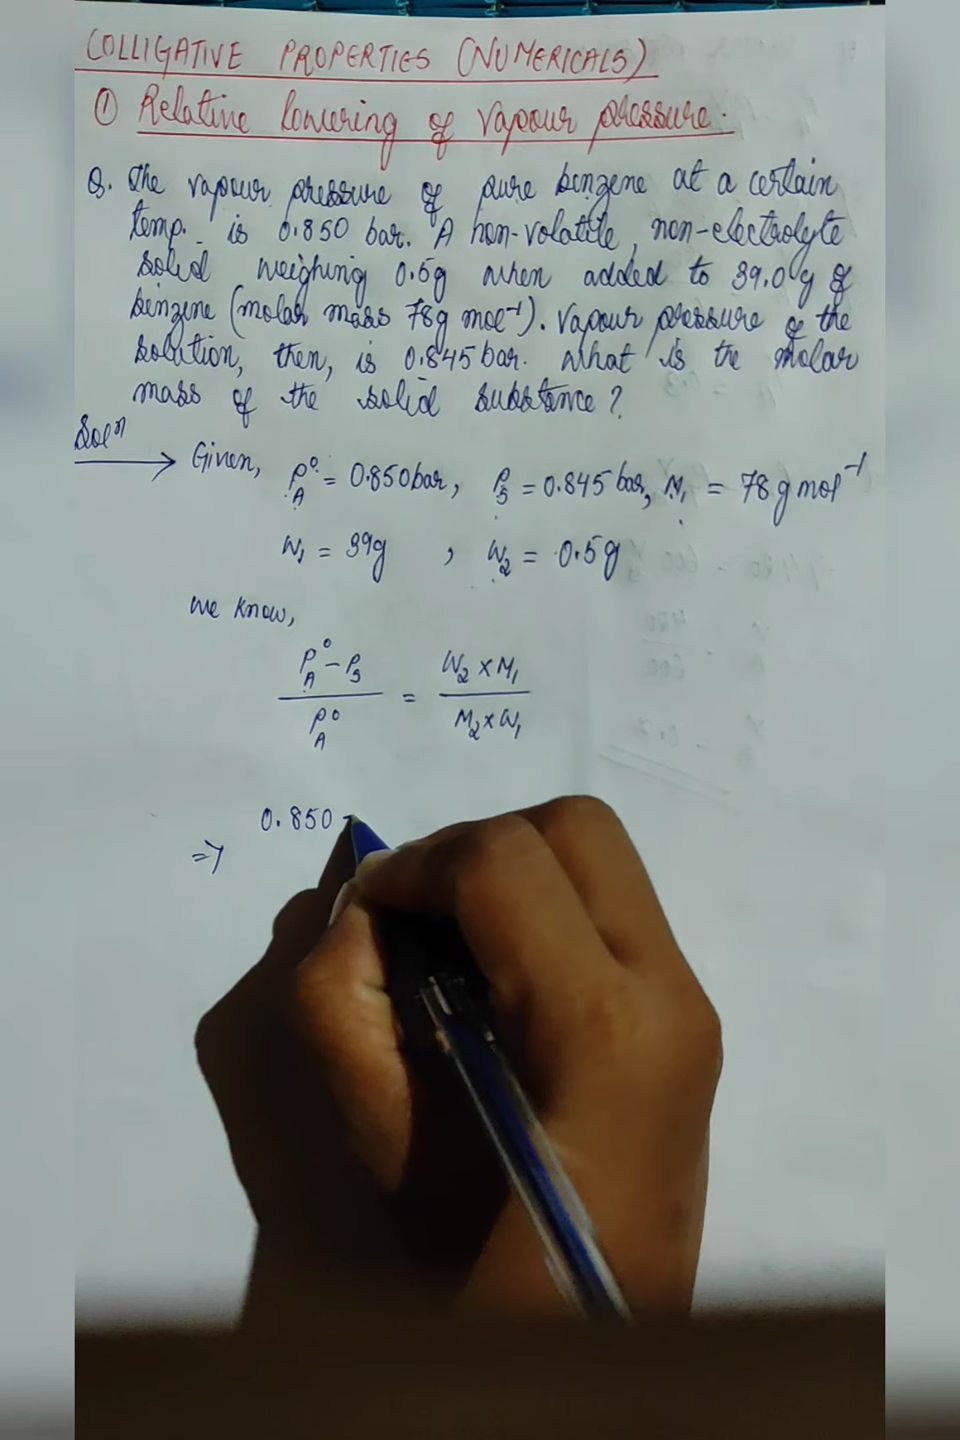 COLLIGATIVE PROPERTIES (NUMERICALS)
① Relative lowering of vapour pressure.
Q. The vapour pressure of pure benzene at a certain
temp. is 0.850 bar. A non-volatile, non-electrolyte
solid weighing 0.5g when added to 39.0 g of
benzene (molar mass 78g mol⁻¹). vapour pressure of the
solution, then, is 0.845 bar. What is the molar
mass of the solid substance?
Solⁿ → Given, P°A = 0.850bar, Ps = 0.845 bar, M₁ = 78 g mol⁻¹
W₁ = 39g , W₂ = 0.5g
we know,
P°A - Ps / P°A = W₂ × M₁ / M₂ × W₁
⇒ 0.850 -